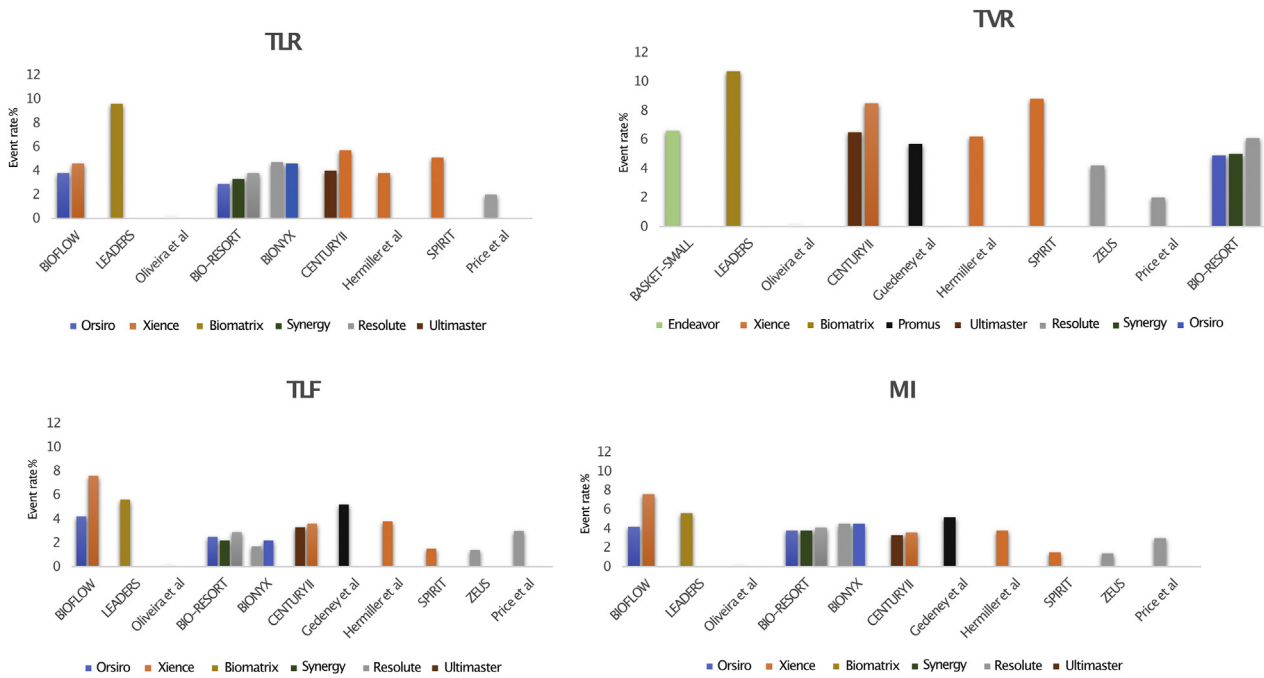 TLR
Event rate%
12
10
8
6
4
2
0
BIOFLOW
LEADERS
Oliveira et al
BIO-RESORT
BIONYX
CENTURYII
Hermiller et al
SPIRIT
Price et al
Orsiro Xience Biomatrix Synergy Resolute Ultimaster
TVR
Event rate%
12
10
8
6
4
2
0
BASKET-SMALL
LEADERS
Oliveira et al
CENTURYII
Guedeney et al
Hermiller et al
SPIRIT
ZEUS
Price et al
BIO-RESORT
Endeavor Xience Biomatrix Promus Ultimaster Resolute Synergy Orsiro
TLF
Event rate%
12
10
8
6
4
2
0
BIOFLOW
LEADERS
Oliveira et al
BIO-RESORT
BIONYX
CENTURYII
Gedeney et al
Hermiller et al
SPIRIT
ZEUS
Price et al
Orsiro Xience Biomatrix Synergy Resolute Ultimaster
MI
Event rate%
12
10
8
6
4
2
0
BIOFLOW
LEADERS
Oliveira et al
BIO-RESORT
BIONYX
CENTURYII
Gedeney et al
Hermiller et al
SPIRIT
ZEUS
Price et al
Orsiro Xience Biomatrix Synergy Resolute Ultimaster